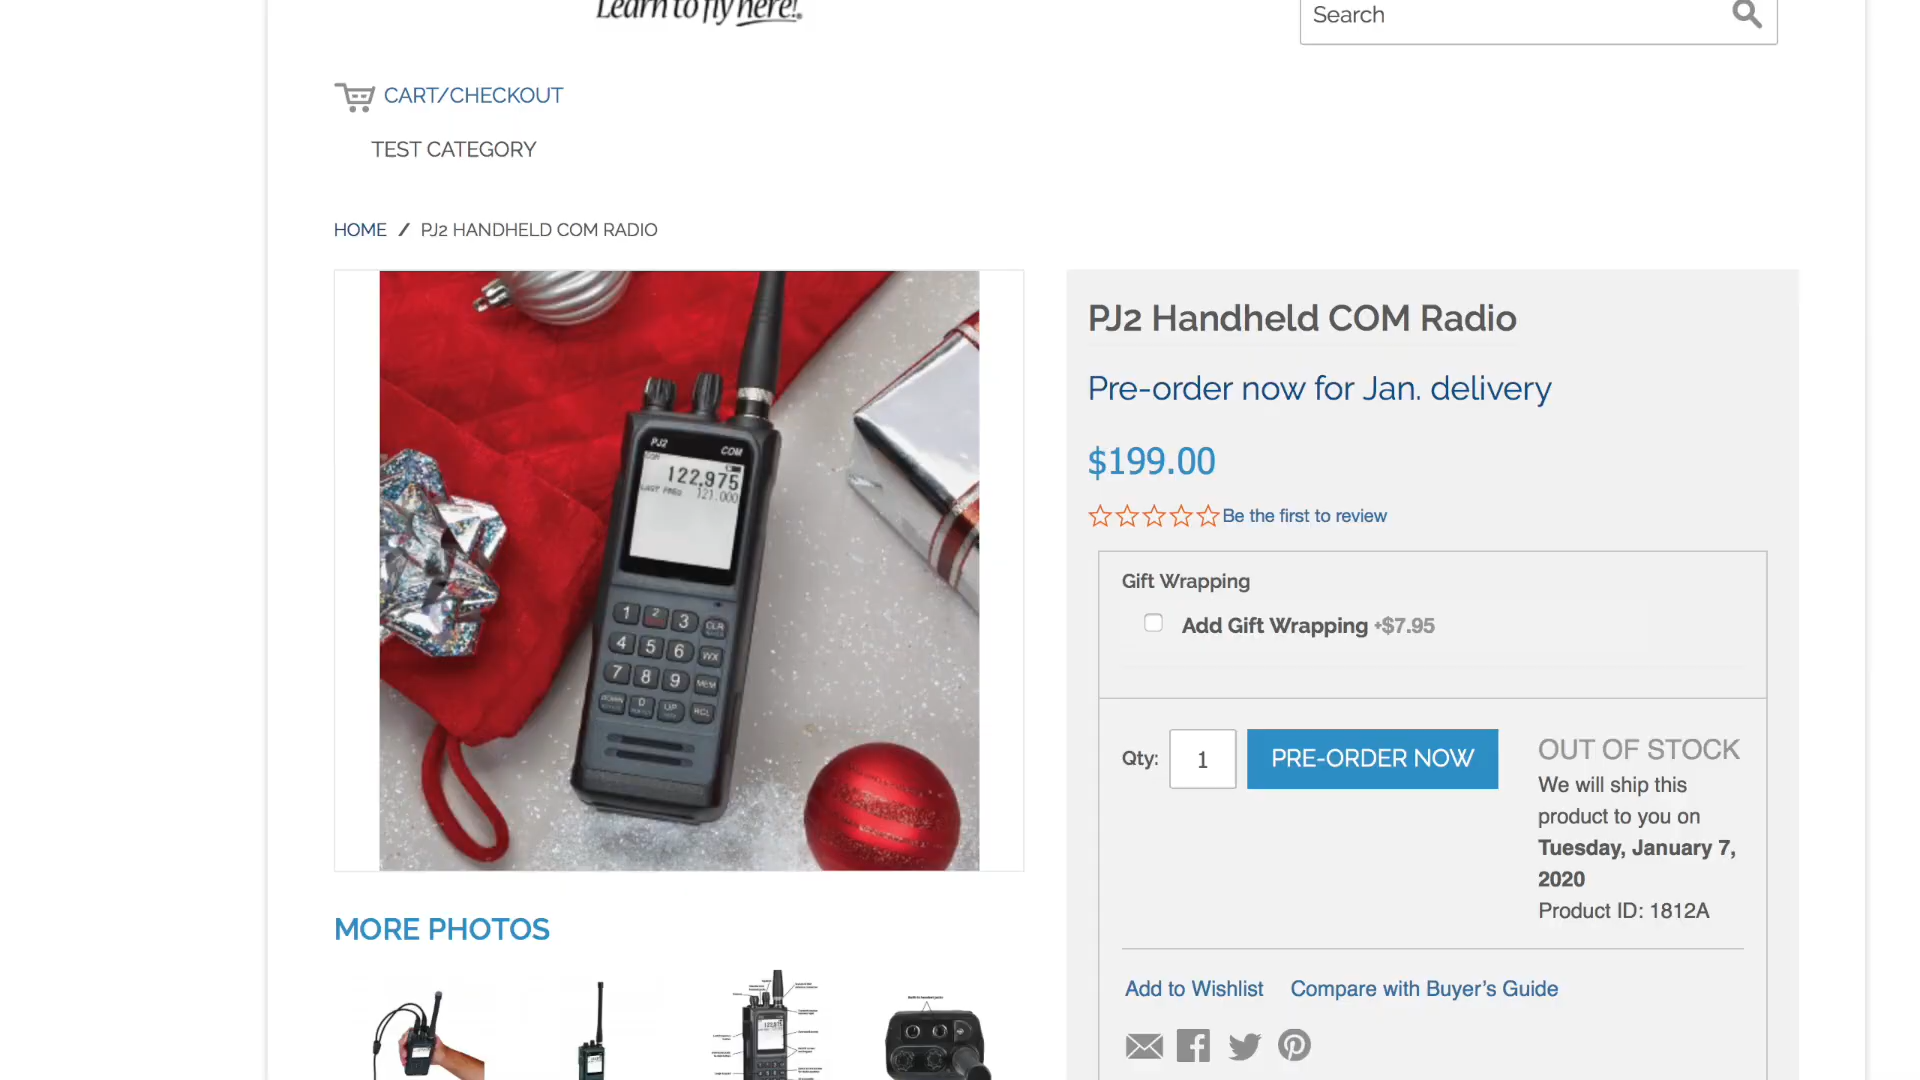 Learn to fly here!
Search
CART/CHECKOUT
TEST CATEGORY
HOME / PJ2 HANDHELD COM RADIO
PJ2 COM
122.975
LAST FREQ 121.000
1 2 3 CLR
4 5 6 WX
7 8 9 MEM
DOWN 0 UP RCL
PJ2 Handheld COM Radio
Pre-order now for Jan. delivery
$199.00
Be the first to review
Gift Wrapping
Add Gift Wrapping +$7.95
Qty: 1 PRE-ORDER NOW
OUT OF STOCK
We will ship this
product to you on
Tuesday, January 7,
2020
Product ID: 1812A
Add to Wishlist Compare with Buyer's Guide
MORE PHOTOS